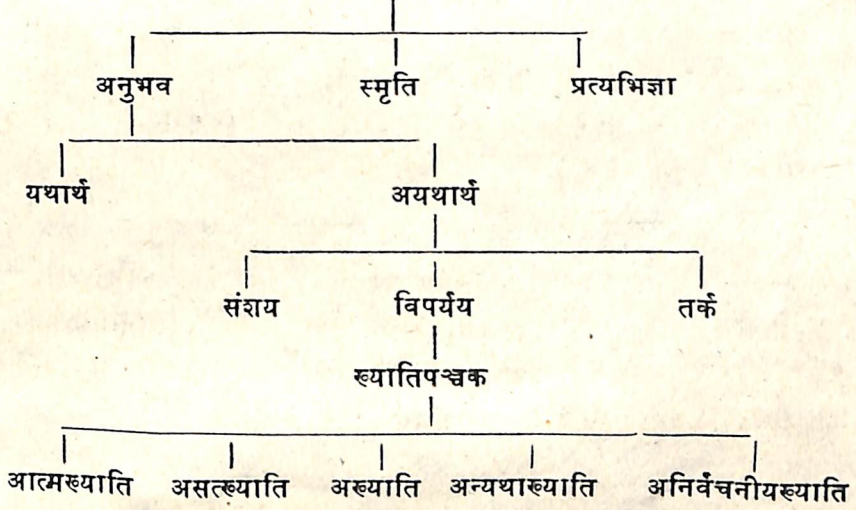 अनुभव स्मृति प्रत्यभिज्ञा
यथार्थ अयथार्थ
संशय विपर्यय तर्क
ख्यातिपञ्चक
आत्मख्याति असत्ख्याति अख्याति अन्यथाख्याति अनिर्वचनीयख्याति